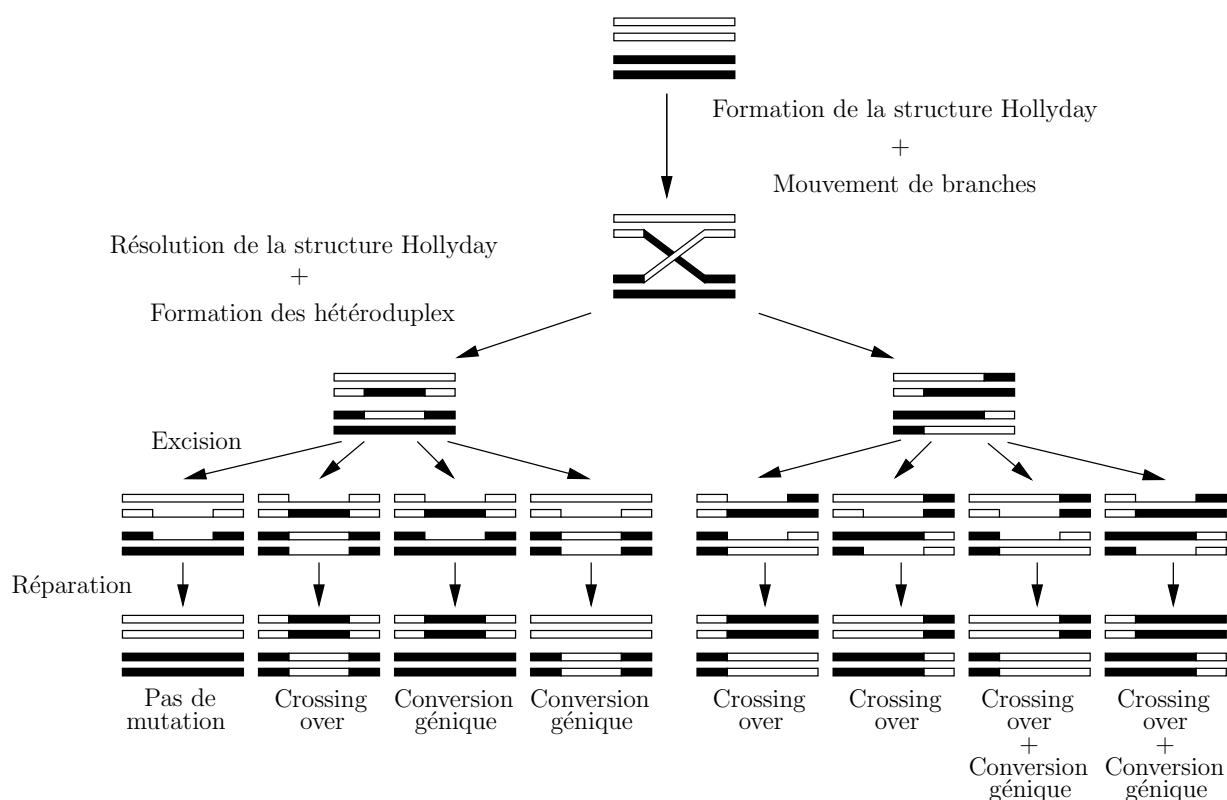 Formation de la structure Hollyday
+
Mouvement de branches
Résolution de la structure Hollyday
+
Formation des hétéroduplex
Excision
Réparation
Pas de
mutation
Crossing
over
Conversion
génique
Conversion
génique
Crossing
over
Crossing
over
Crossing
over
+
Conversion
génique
Crossing
over
+
Conversion
génique